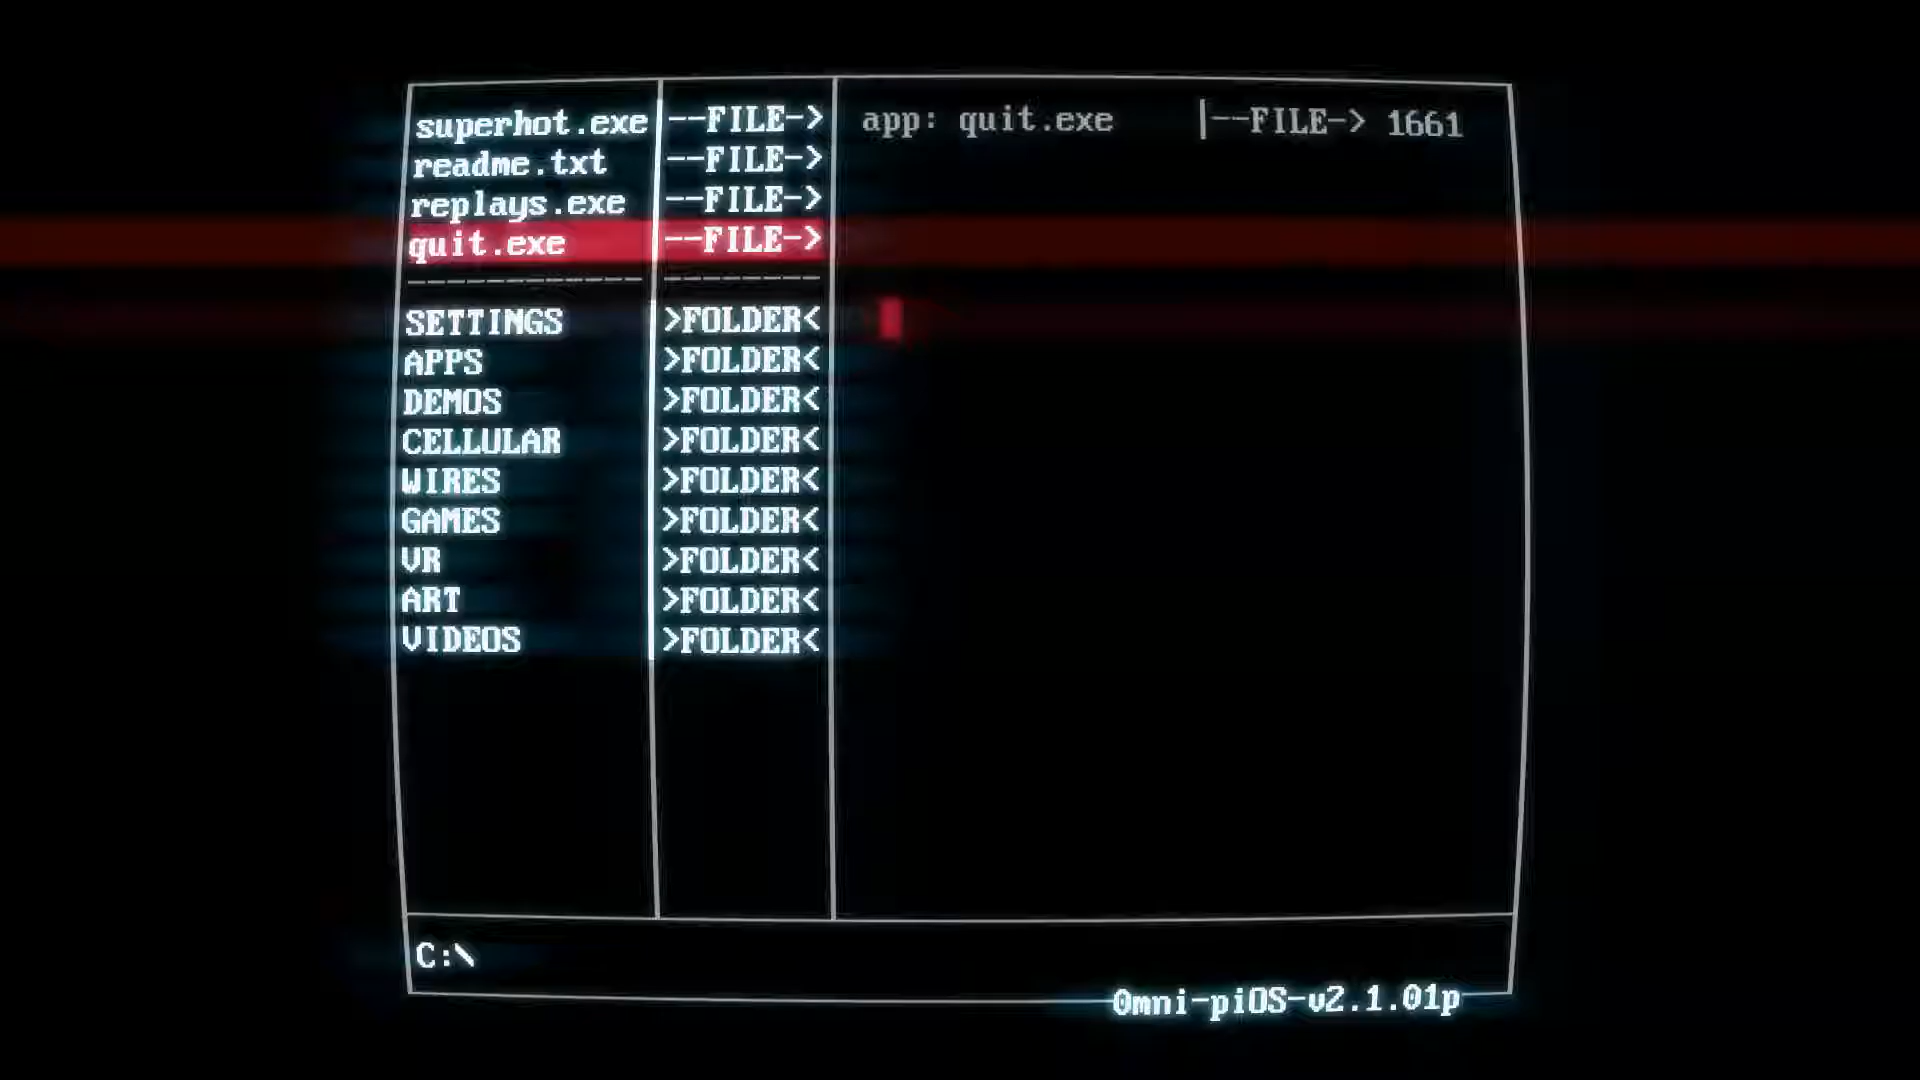 superhot.exe --FILE-> app: quit.exe |--FILE-> 1661
readme.txt --FILE->
replays.exe --FILE->
quit.exe --FILE->
SETTINGS >FOLDER<
APPS >FOLDER<
DEMOS >FOLDER<
CELLULAR >FOLDER<
WIRES >FOLDER<
GAMES >FOLDER<
VR >FOLDER<
ART >FOLDER<
VIDEOS >FOLDER<
C:\
Omni-piOS-v2.1.01p